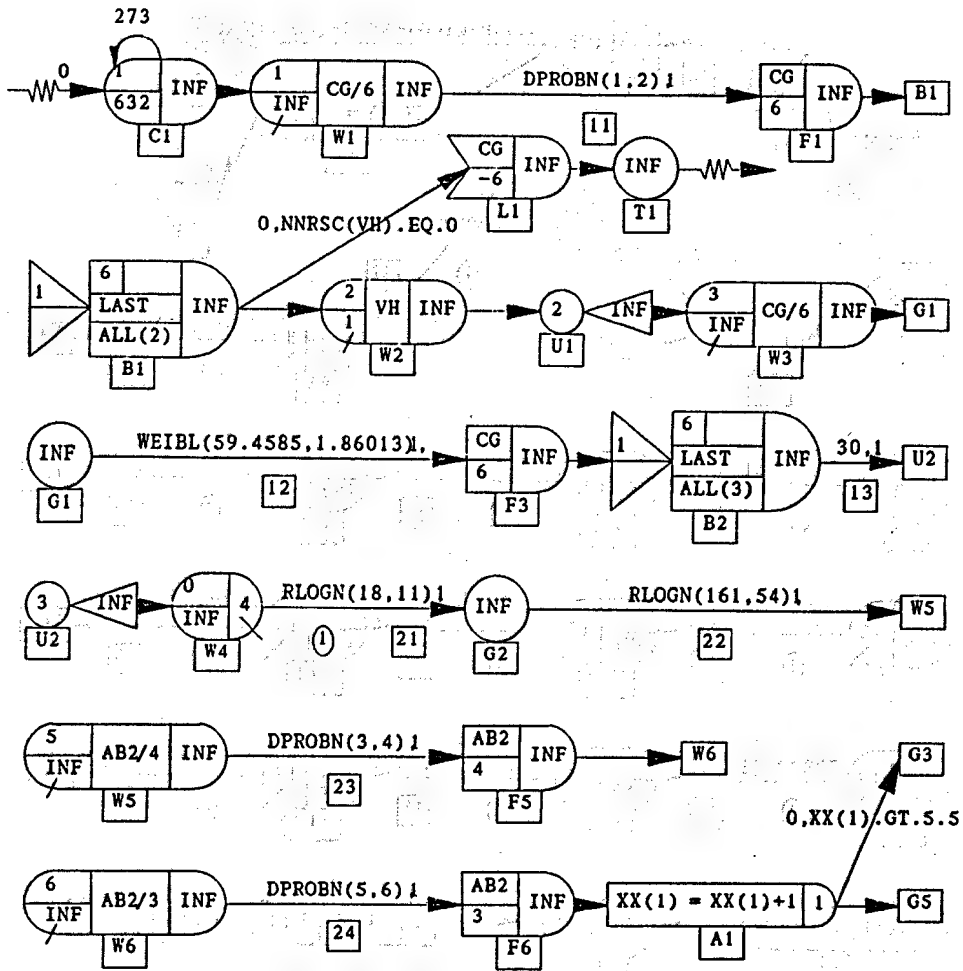 273
0
1
632
INF
C1
1
INF
CG/6
INF
W1
DPROBN(1,2)1
11
CG
6
INF
F1
B1
CG
-6
INF
L1
INF
T1
0,NNRSC(VH).EQ.0
1
6
LAST
ALL(2)
INF
B1
2
1
VH
INF
W2
2
U1
INF
3
INF
CG/6
INF
W3
G1
INF
G1
WEIBL(59.4585,1.86013)1,
12
CG
6
INF
F3
1
6
LAST
ALL(3)
INF
B2
30,1
13
U2
3
U2
INF
0
INF
4
W4
RLOGN(18,11)1
1
21
INF
G2
RLOGN(161,54)1
22
W5
5
INF
AB2/4
INF
W5
DPROBN(3,4)1
23
AB2
4
INF
F5
W6
G3
0,XX(1).GT.5.5
6
INF
AB2/3
INF
W6
DPROBN(5,6)1
24
AB2
3
INF
F6
XX(1) = XX(1)+1
1
A1
G5